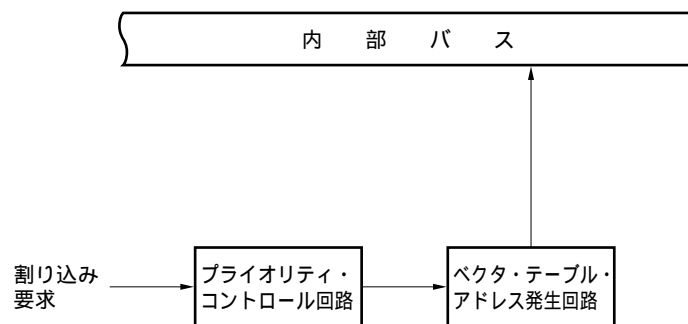 内部バス
割り込み
要求
プライオリティ・
コントロール回路
ベクタ・テーブル・
アドレス発生回路